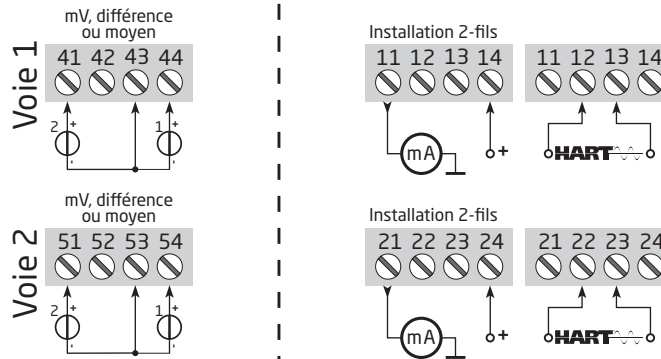 Voie 1
mV, différence
ou moyen
41 42 43 44
2 + -
1 + -
Installation 2-fils
11 12 13 14
mA
+
11 12 13 14
HART
Voie 2
mV, différence
ou moyen
51 52 53 54
2 + -
1 + -
Installation 2-fils
21 22 23 24
mA
+
21 22 23 24
HART